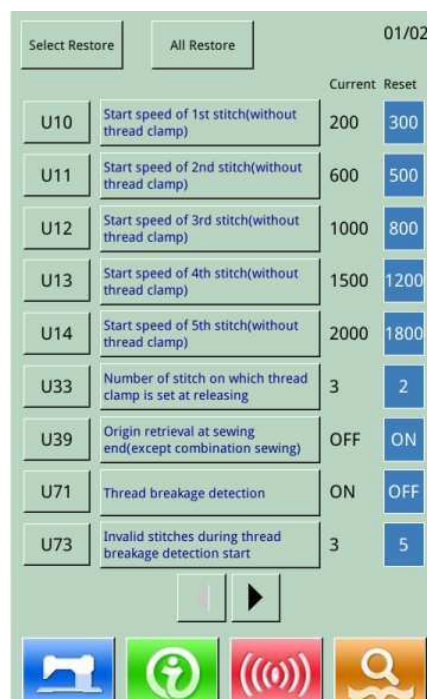 Select Restore All Restore 01/02
Current Reset
U10 Start speed of 1st stitch(without
thread clamp) 200 300
U11 Start speed of 2nd stitch(without
thread clamp) 600 500
U12 Start speed of 3rd stitch(without
thread clamp) 1000 800
U13 Start speed of 4th stitch(without
thread clamp) 1500 1200
U14 Start speed of 5th stitch(without
thread clamp) 2000 1800
U33 Number of stitch on which thread
clamp is set at releasing 3 2
U39 Origin retrieval at sewing
end(except combination sewing) OFF ON
U71 Thread breakage detection ON OFF
U73 Invalid stitches during thread
breakage detection start 3 5